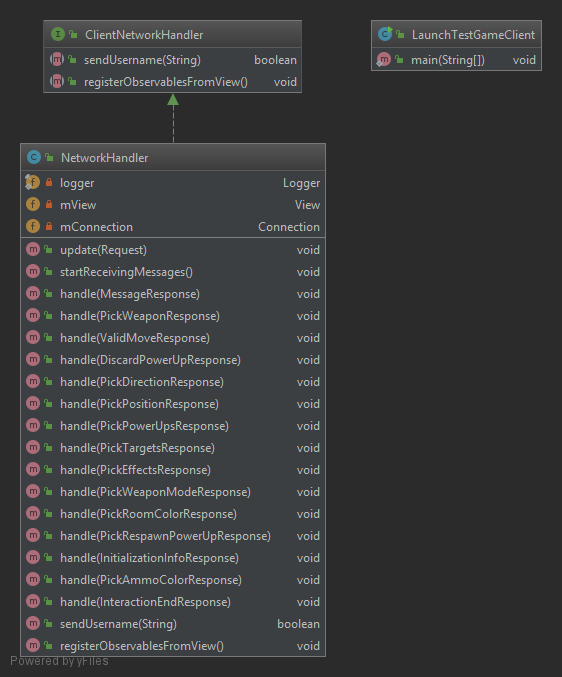 ClientNetworkHandler
sendUsername(String) boolean
registerObservablesFromView() void
LaunchTestGameClient
main(String[]) void
NetworkHandler
logger Logger
mView View
mConnection Connection
update(Request) void
startReceivingMessages() void
handle(MessageResponse) void
handle(PickWeaponResponse) void
handle(ValidMoveResponse) void
handle(DiscardPowerUpResponse) void
handle(PickDirectionResponse) void
handle(PickPositionResponse) void
handle(PickPowerUpsResponse) void
handle(PickTargetsResponse) void
handle(PickEffectsResponse) void
handle(PickWeaponModeResponse) void
handle(PickRoomColorResponse) void
handle(PickRespawnPowerUpResponse) void
handle(InitializationInfoResponse) void
handle(PickAmmoColorResponse) void
handle(InteractionEndResponse) void
sendUsername(String) boolean
registerObservablesFromView() void
Powered by yFiles